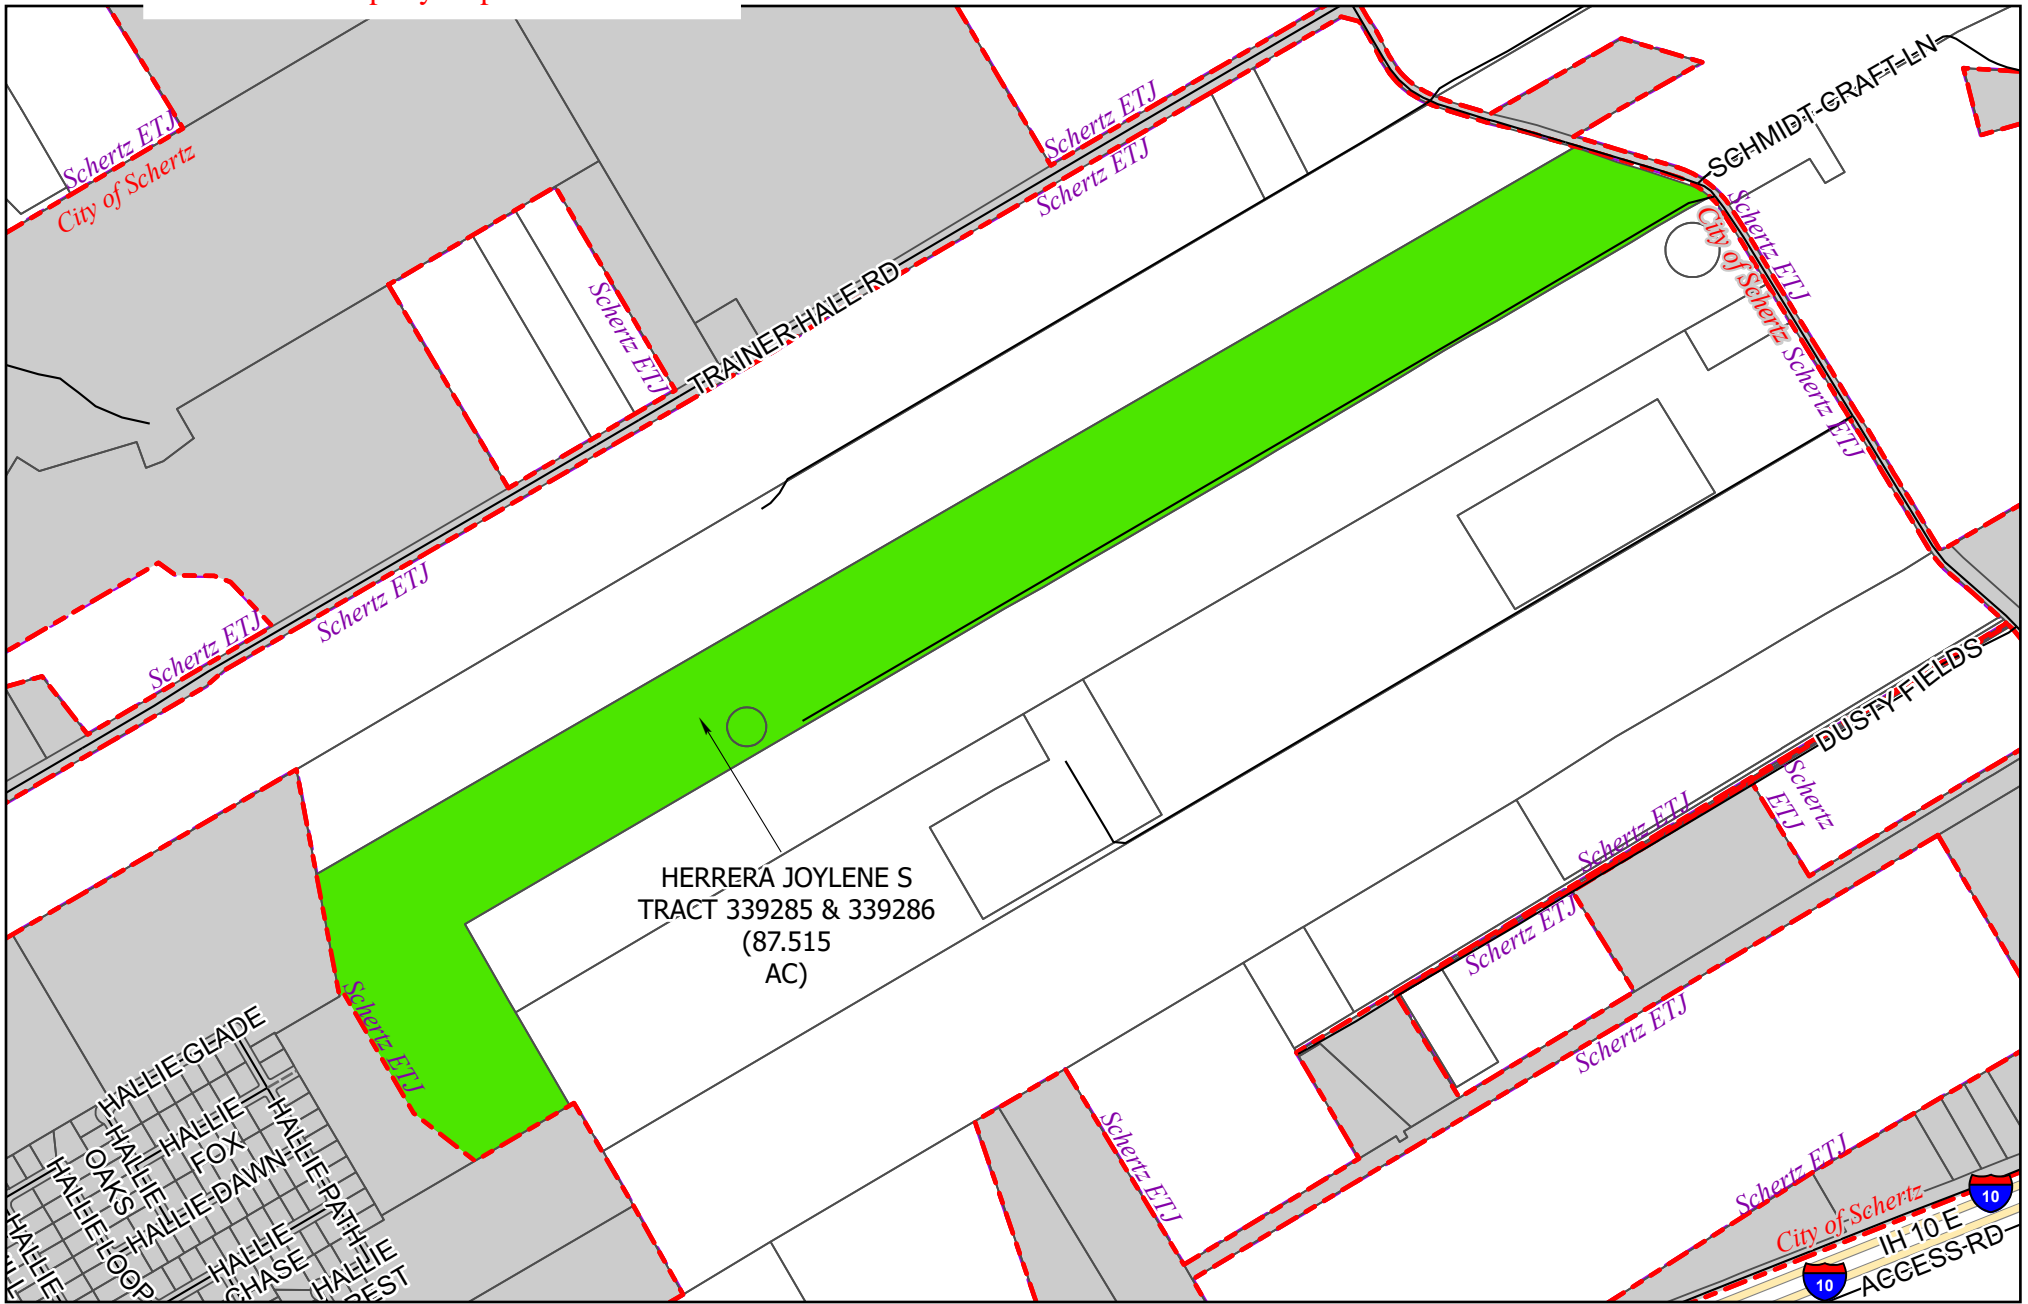 Schertz ETJ
City of Schertz
Schertz ETJ
Schertz ETJ
SCHMIDT-CRAFT-LN
Schertz ETJ
City of Schertz
Schertz ETJ
Schertz ETJ
TRAINER-HALE-RD
Schertz ETJ
Schertz ETJ
DUSTY-FIELDS
Schertz
ETJ
Schertz ETJ
Schertz ETJ
Schertz ETJ
HERRERA JOYLENE S
TRACT 339285 & 339286
(87.515
AC)
Schertz ETJ
Schertz ETJ
Schertz ETJ
City of Schertz
10
IH 10 E
ACCESS-RD
10
HALLIE-GLADE
HALLIE
FOX
HALLIE
OAKS
HALLIE-DAWN
HALLIE-PATH
HALLIE-LOOP
HALLIE
HALLIE
CHASE
HALLIE